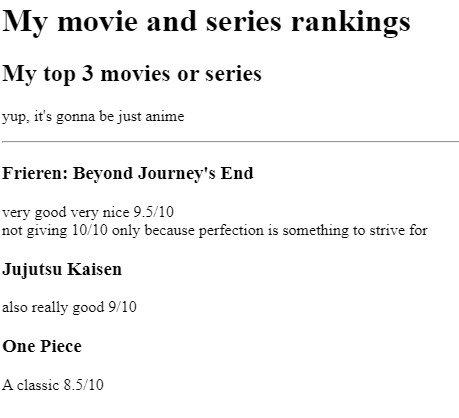 My movie and series rankings
My top 3 movies or series
yup, it's gonna be just anime
Frieren: Beyond Journey's End
very good very nice 9.5/10
not giving 10/10 only because perfection is something to strive for
Jujutsu Kaisen
also really good 9/10
One Piece
A classic 8.5/10